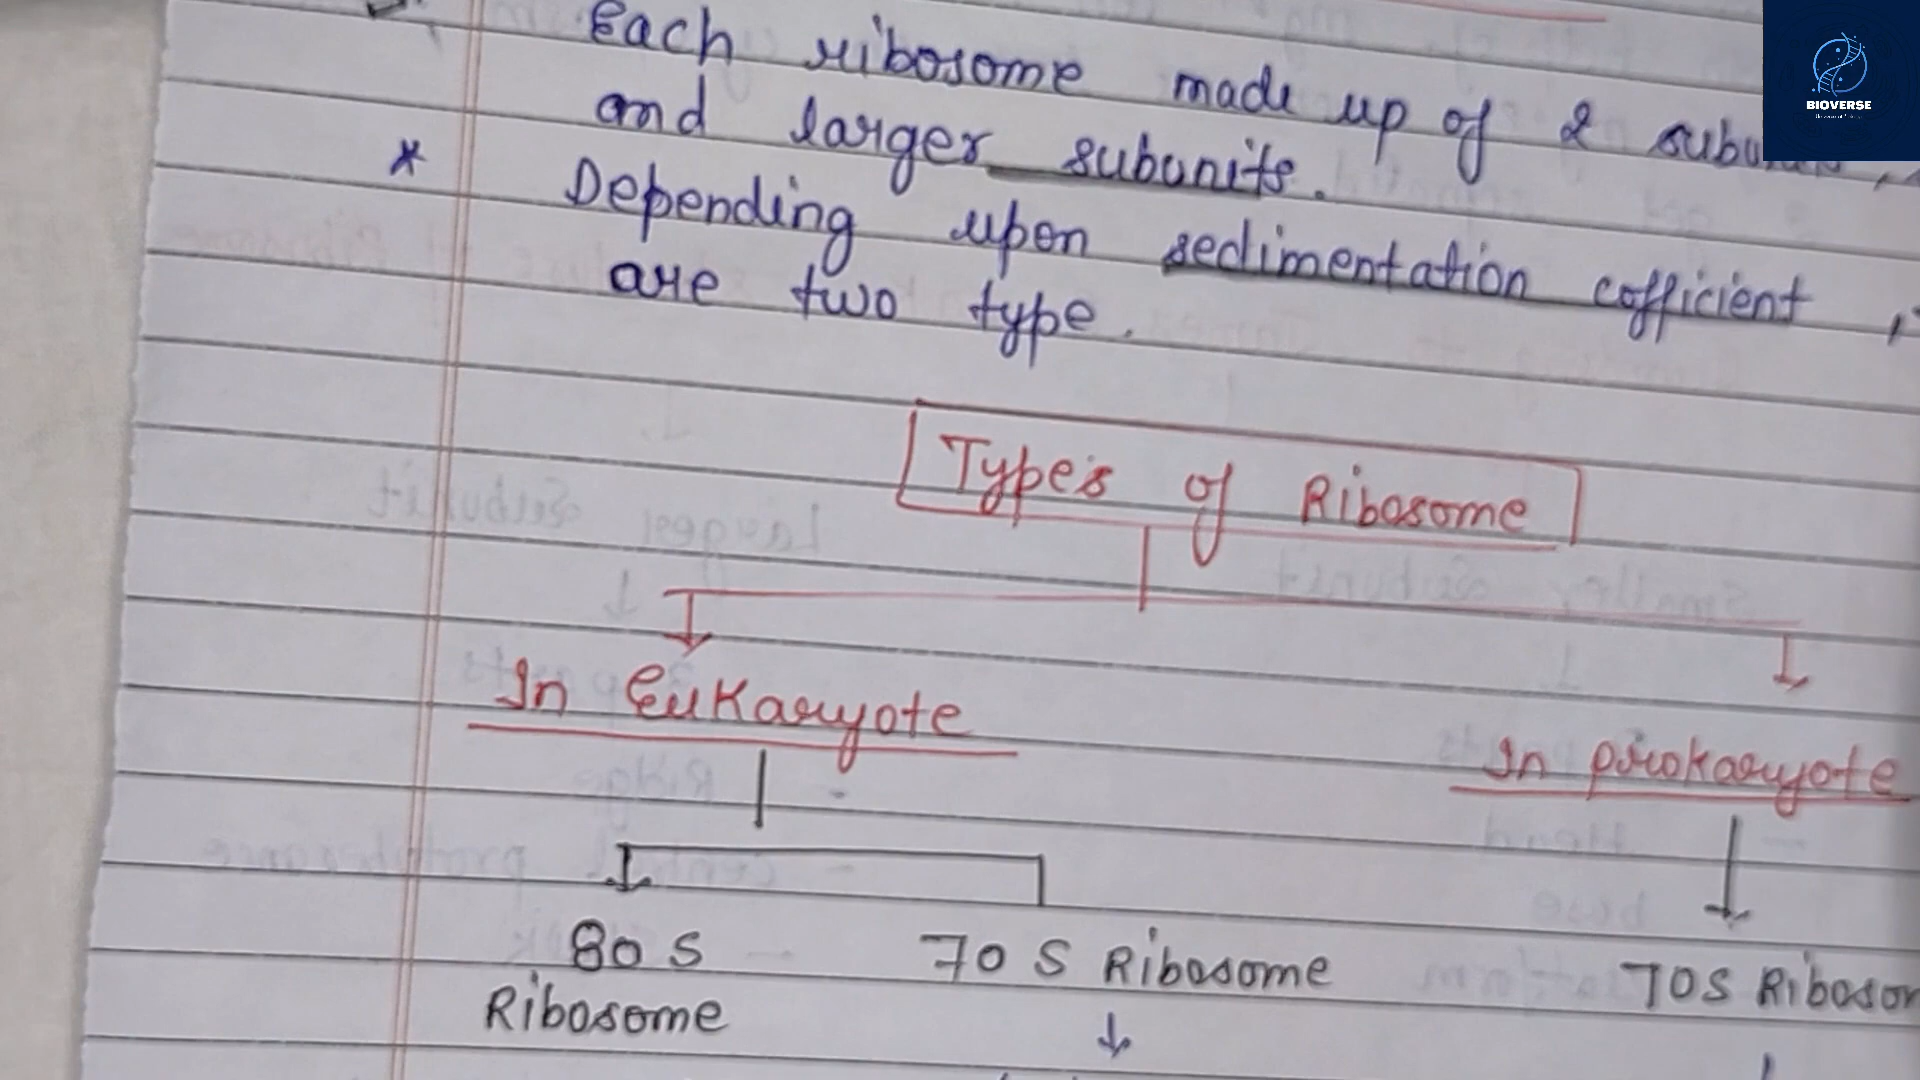 Each ribosome made up of 2
and larger subunits.
* Depending upon sedimentation cofficient,
are two type.
Types of Ribosome
In Eukaryote
In prokaryote
80 S
Ribosome
70 S Ribosome
70S
BIOVERSE